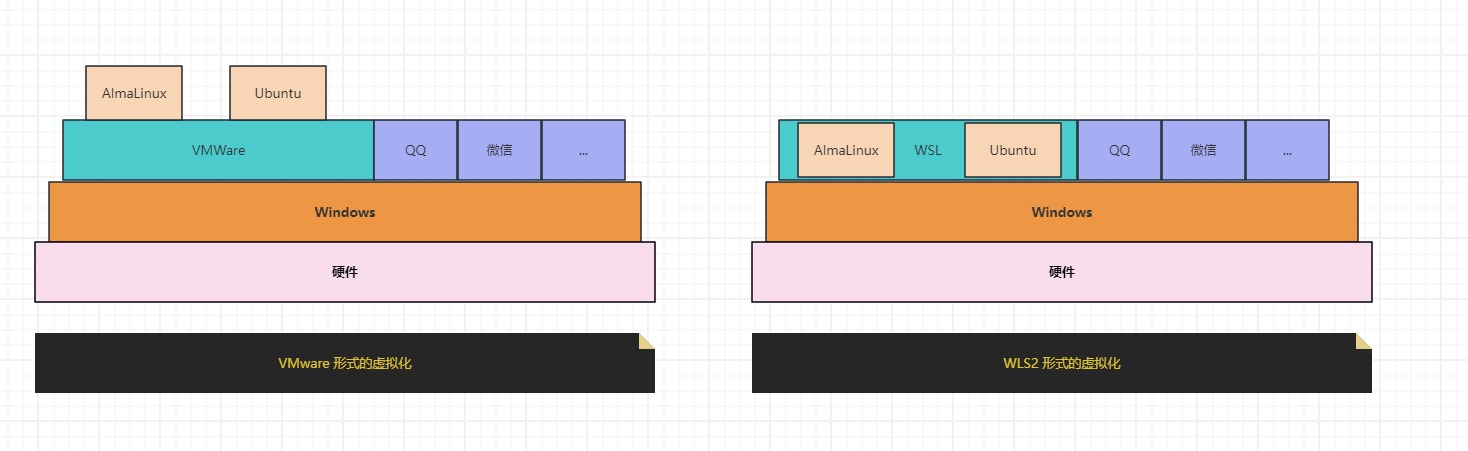 AlmaLinux
Ubuntu
VMWare
QQ
微信
...
Windows
硬件
VMware 形式的虚拟化
AlmaLinux
WSL
Ubuntu
QQ
微信
...
Windows
硬件
WLS2 形式的虚拟化